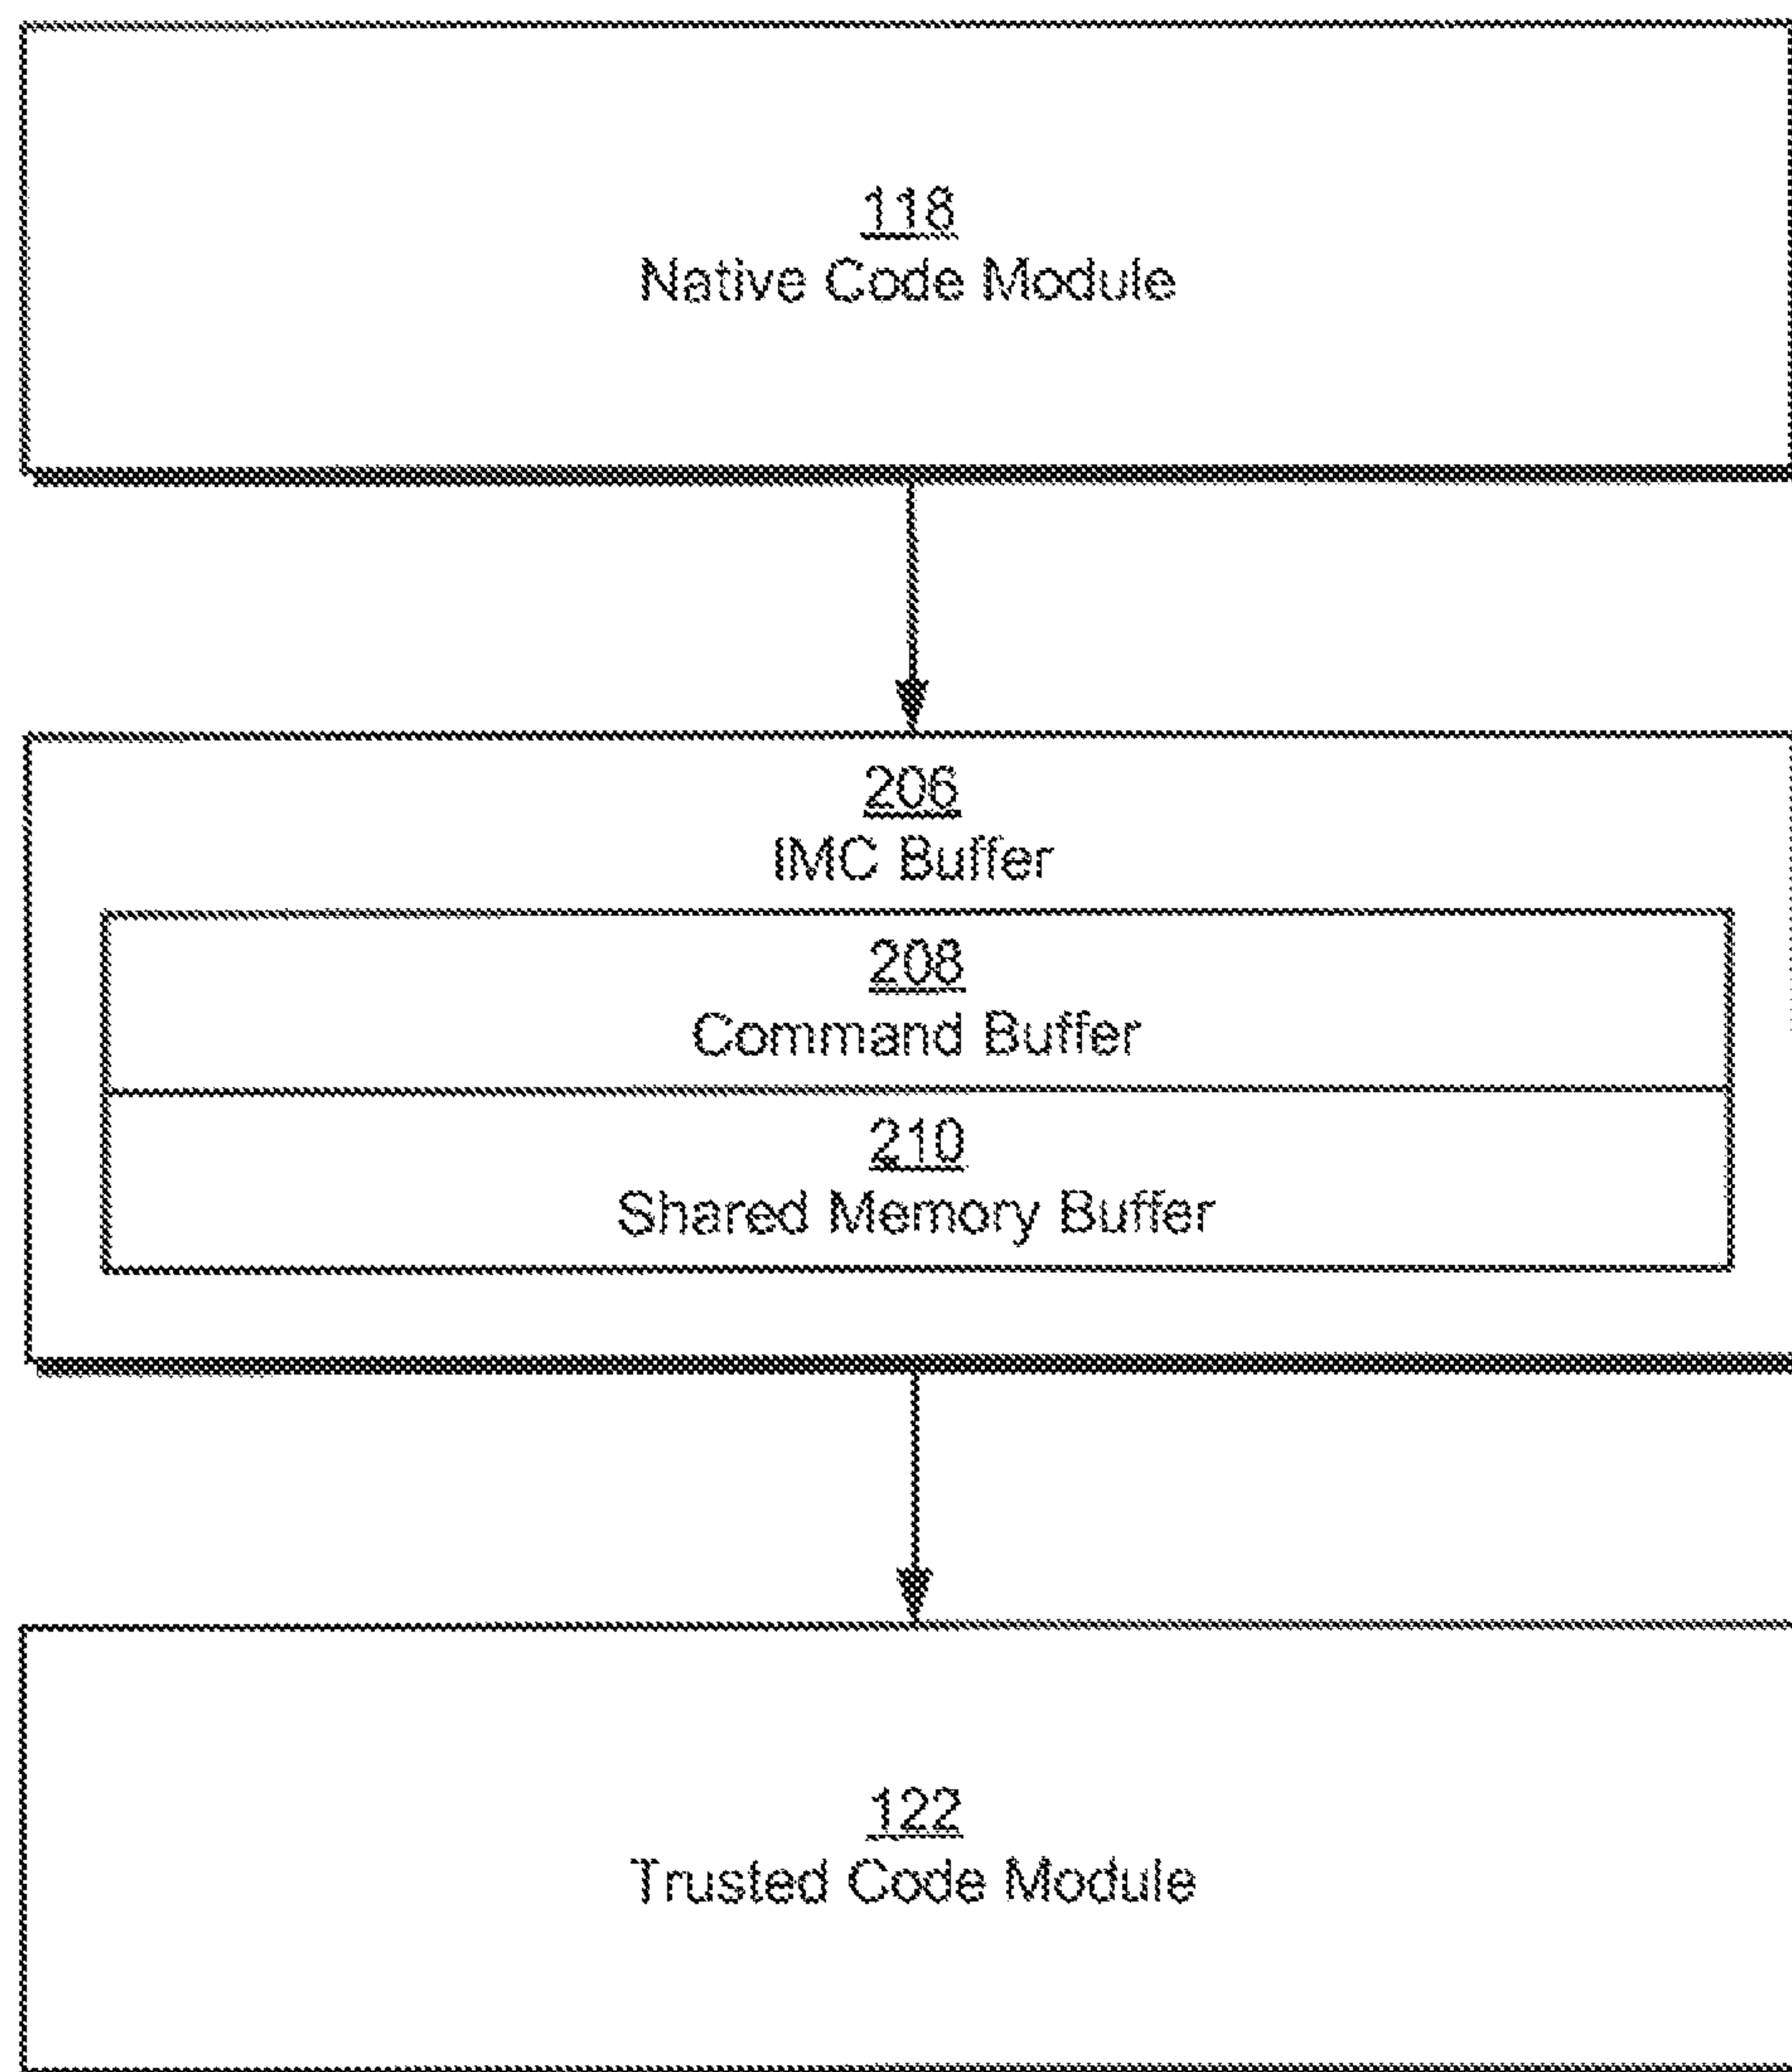 118
Native Code Module
206
IMC Buffer
208
Command Buffer
210
Shared Memory Buffer
122
Trusted Code Module